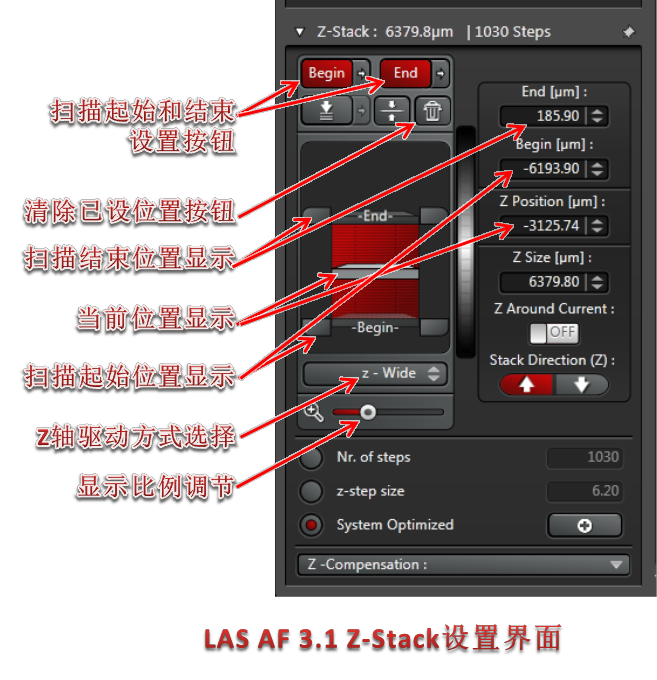 Z-Stack : 6379.8µm | 1030 Steps
Begin
End
扫描起始和结束
设置按钮
清除已设位置按钮
扫描结束位置显示
当前位置显示
扫描起始位置显示
Z轴驱动方式选择
显示比例调节
-End-
-Begin-
z - Wide
End [µm] :
185.90
Begin [µm] :
-6193.90
Z Position [µm] :
-3125.74
Z Size [µm] :
6379.80
Z Around Current :
OFF
Stack Direction (Z) :
Nr. of steps 1030
z-step size 6.20
System Optimized
Z -Compensation :
LAS AF 3.1 Z-Stack设置界面